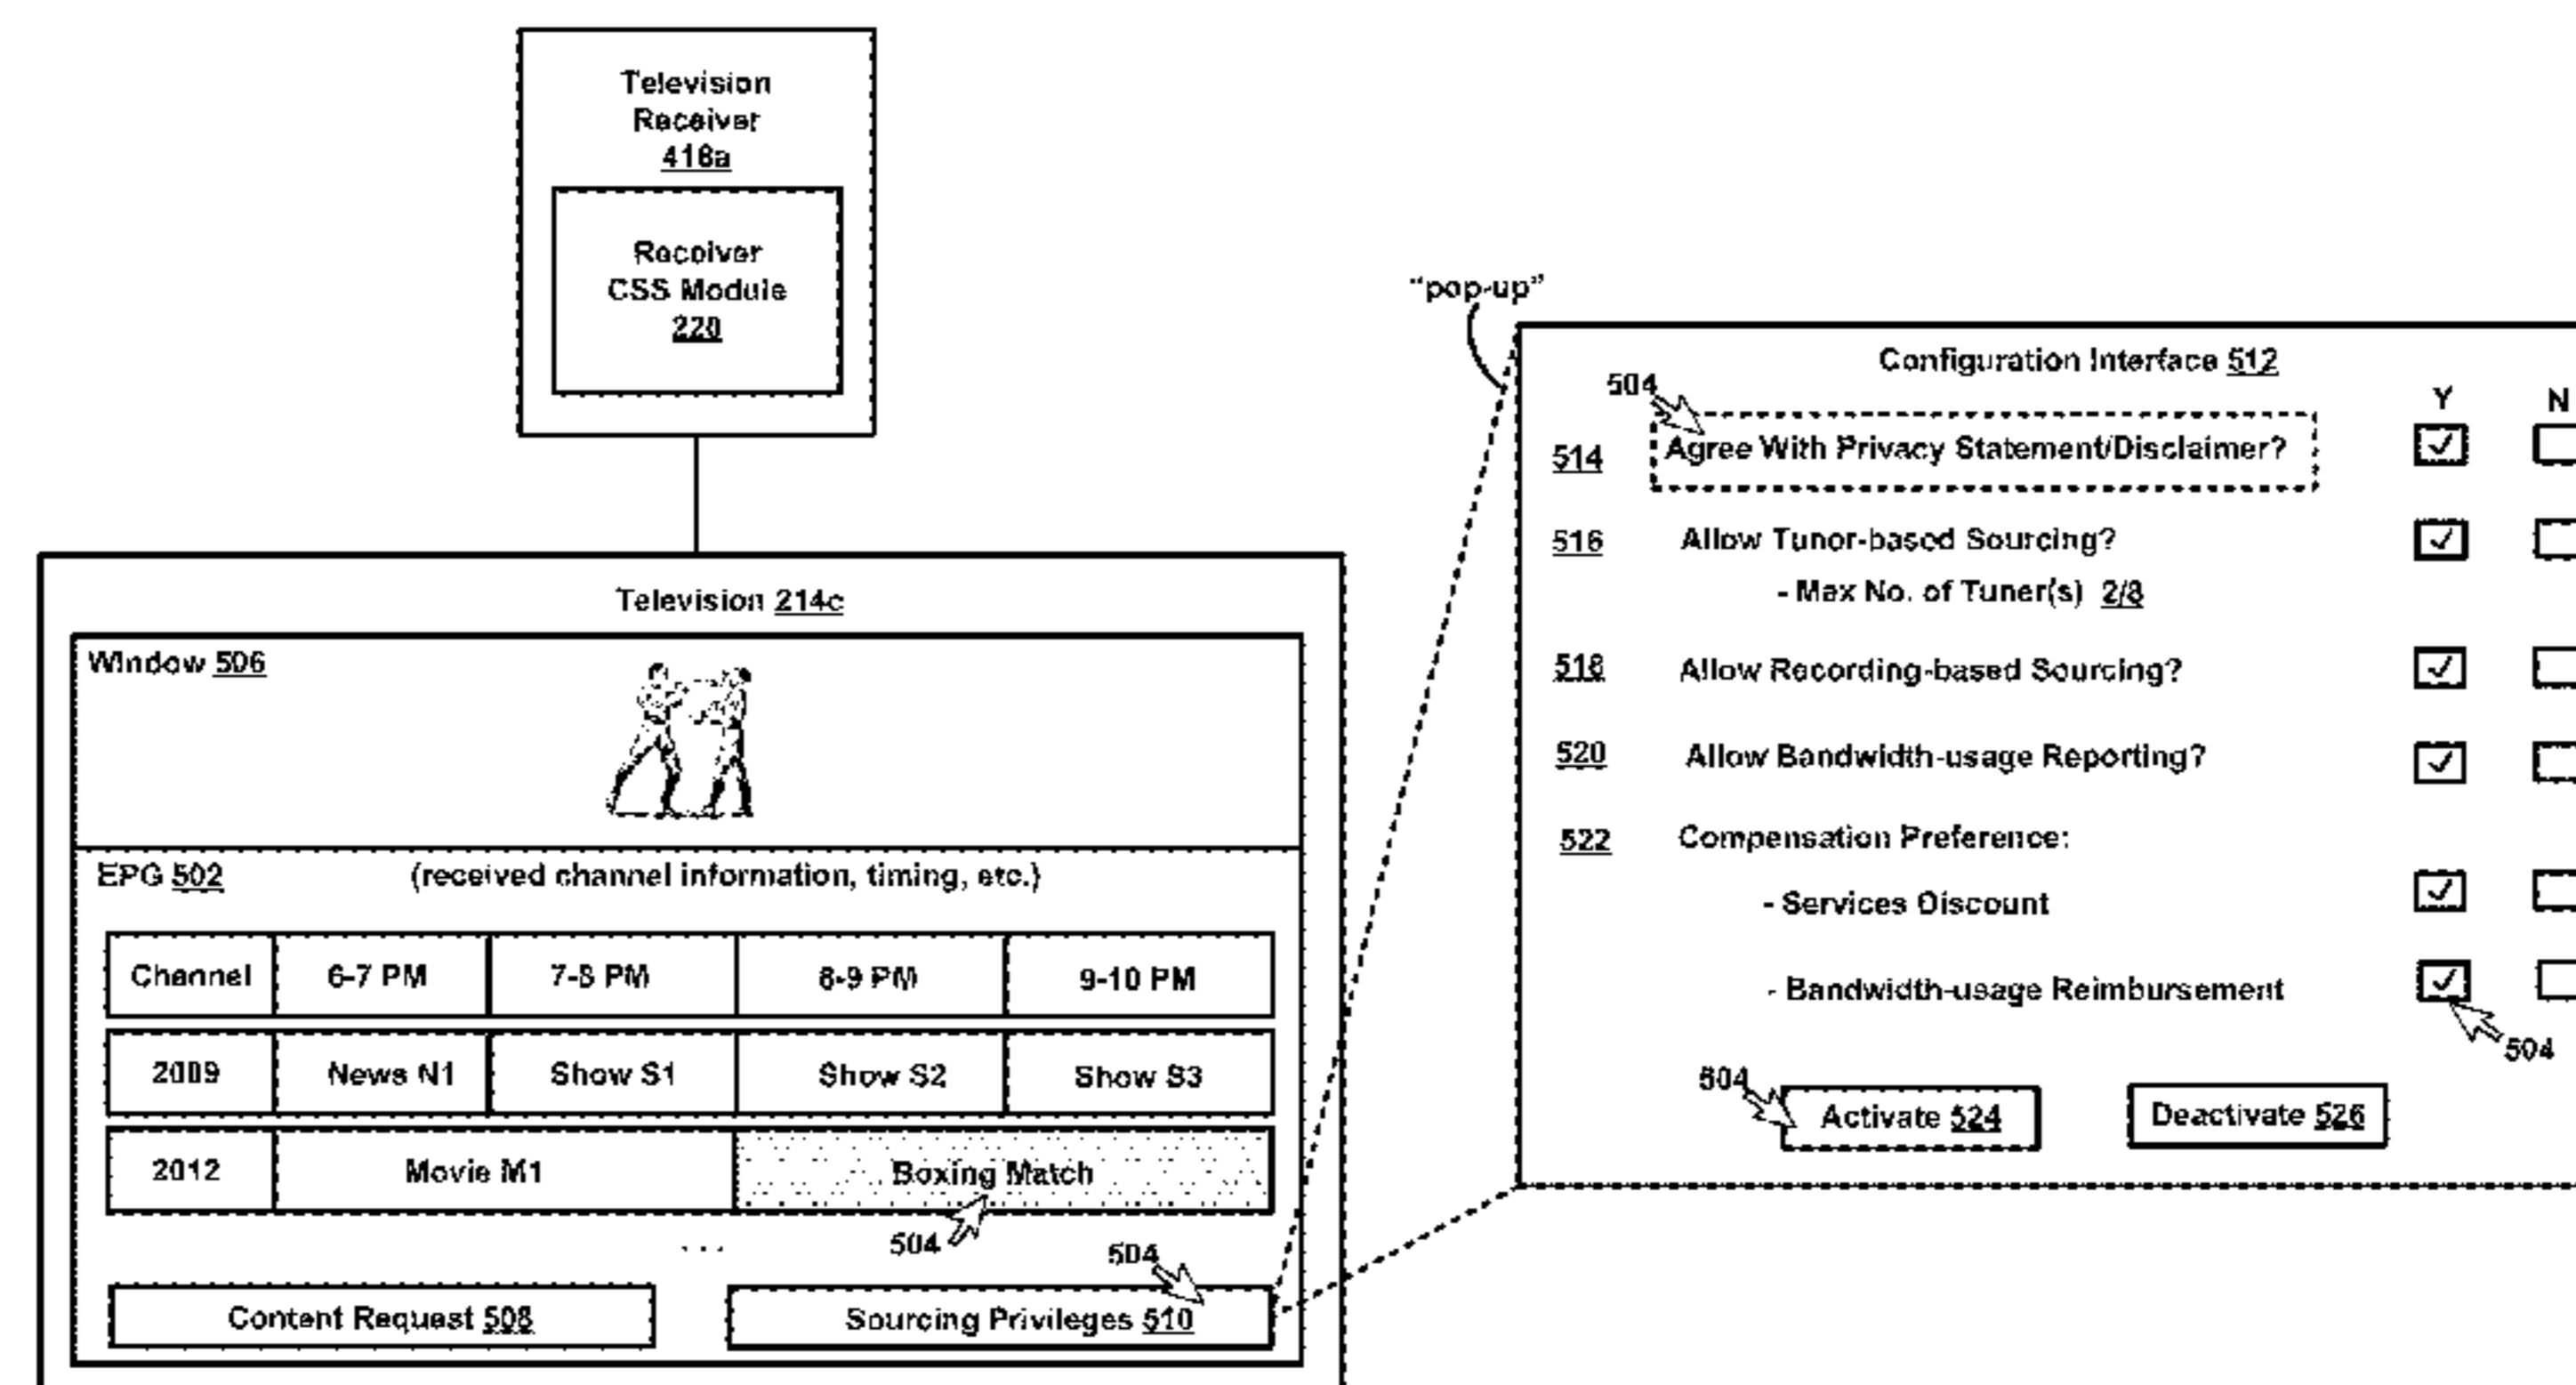 Television
Receiver
418a
Receiver
CSS Module
220
"pop-up"
Configuration Interface 512
504
Y N
514 Agree With Privacy Statement/Disclaimer?
516 Allow Tuner-based Sourcing?
- Max No. of Tuner(s) 2/8
518 Allow Recording-based Sourcing?
520 Allow Bandwidth-usage Reporting?
522 Compensation Preference:
- Services Discount
- Bandwidth-usage Reimbursement
504
504
Activate 524 Deactivate 526
Television 214c
Window 506
EPG 502 (received channel information, timing, etc.)
Channel 6-7 PM 7-8 PM 8-9 PM 9-10 PM
2009 News N1 Show S1 Show S2 Show S3
2012 Movie M1 Boxing Match
... 504 504
Content Request 508 Sourcing Privileges 510